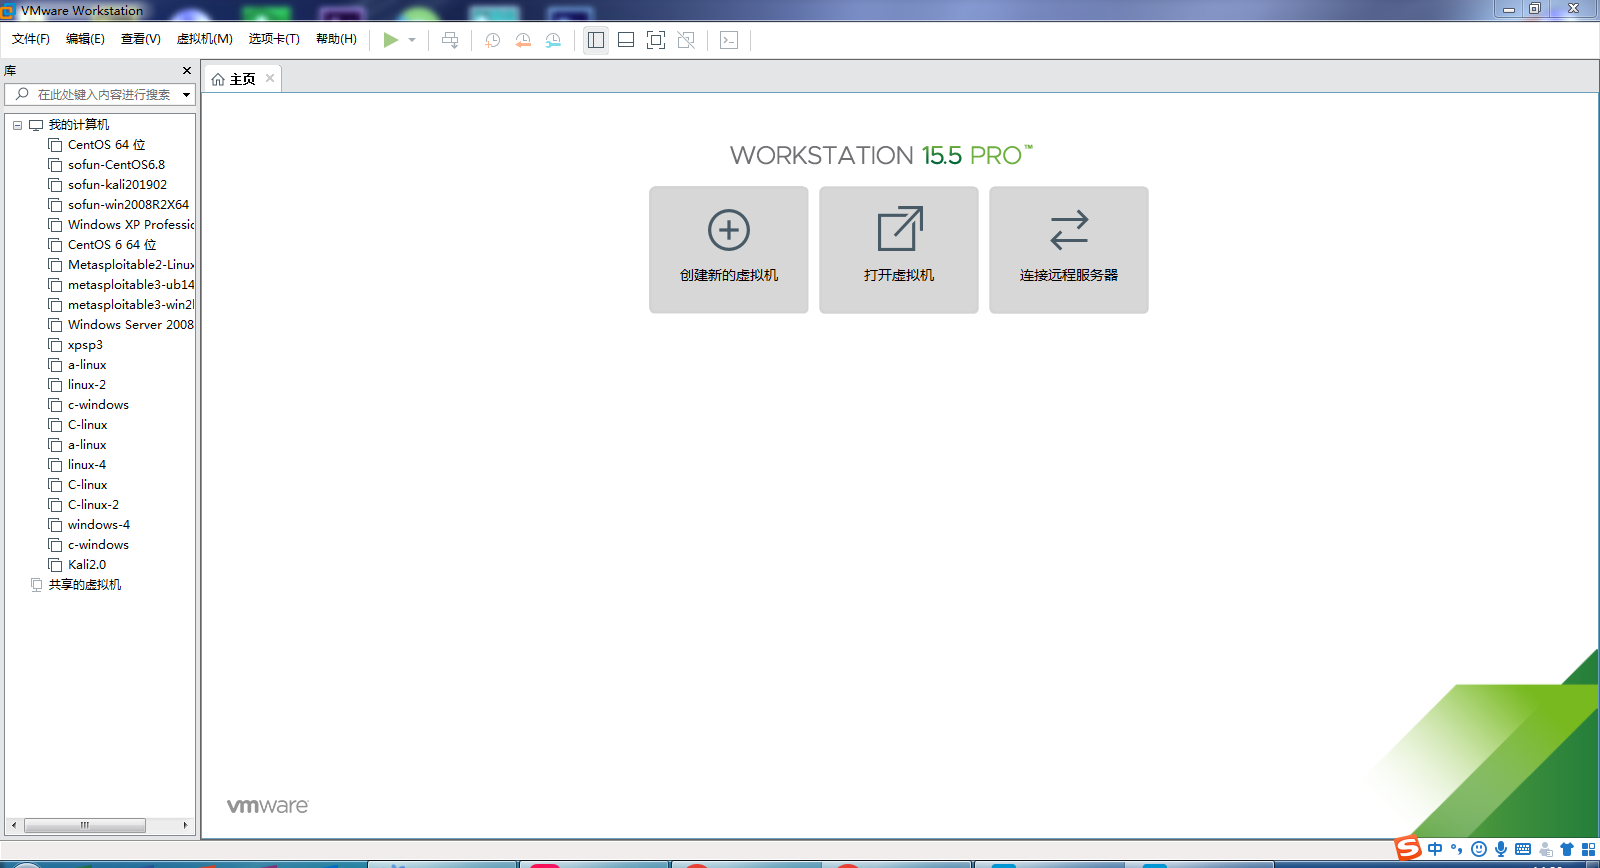 VMware Workstation
文件(F) 编辑(E) 查看(V) 虚拟机(M) 选项卡(T) 帮助(H)
库
在此处键入内容进行搜索
主页
我的计算机
CentOS 64 位
sofun-CentOS6.8
sofun-kali201902
sofun-win2008R2X64
Windows XP Professic
CentOS 6 64 位
Metasploitable2-Linux
metasploitable3-ub14
metasploitable3-win2
Windows Server 2008
xpsp3
a-linux
linux-2
c-windows
C-linux
a-linux
linux-4
C-linux
C-linux-2
windows-4
c-windows
Kali2.0
共享的虚拟机
WORKSTATION 15.5 PRO™
创建新的虚拟机
打开虚拟机
连接远程服务器
vmware
S 中